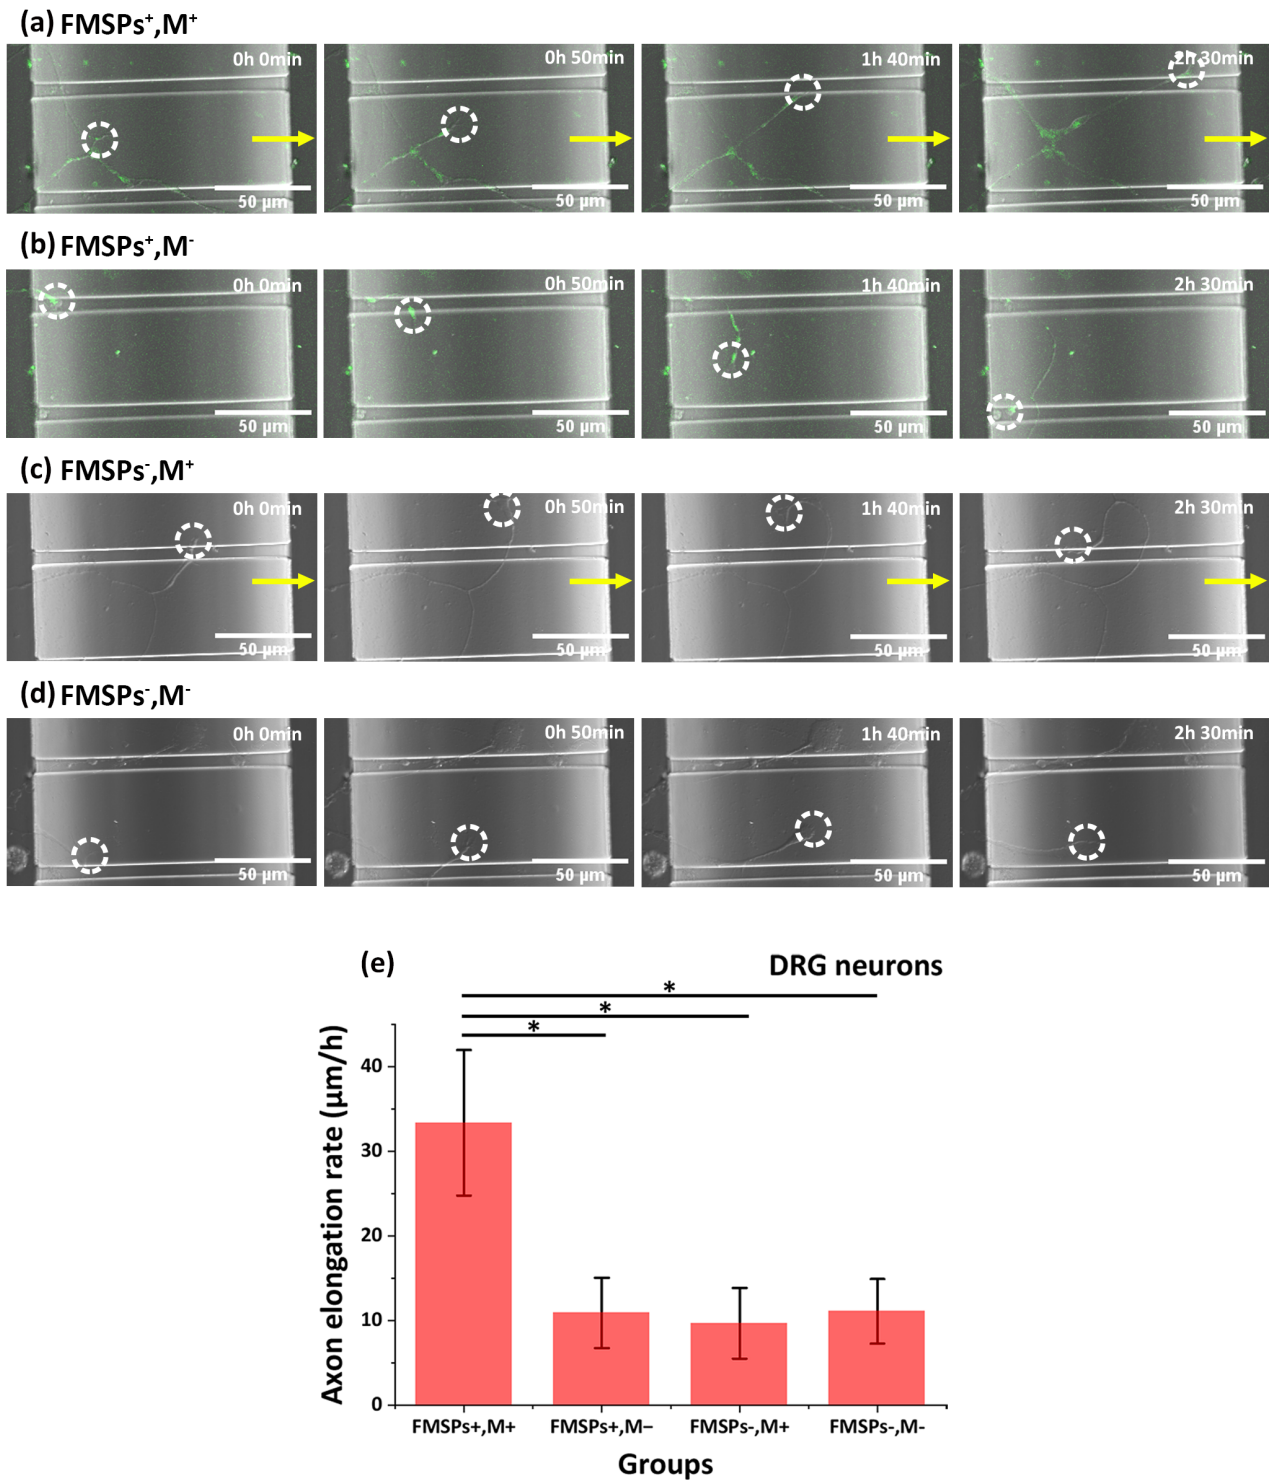 (a) FMSPs⁺,M⁺
0h 0min 0h 50min 1h 40min 2h 30min
50 µm 50 µm 50 µm 50 µm
(b) FMSPs⁺,M⁻
0h 0min 0h 50min 1h 40min 2h 30min
50 µm 50 µm 50 µm 50 µm
(c) FMSPs⁻,M⁺
0h 0min 0h 50min 1h 40min 2h 30min
50 µm 50 µm 50 µm 50 µm
(d) FMSPs⁻,M⁻
0h 0min 0h 50min 1h 40min 2h 30min
50 µm 50 µm 50 µm 50 µm
(e) DRG neurons
*
*
*
Axon elongation rate (µm/h)
40
30
20
10
0
FMSPs+,M+ FMSPs+,M− FMSPs-,M+ FMSPs-,M-
Groups